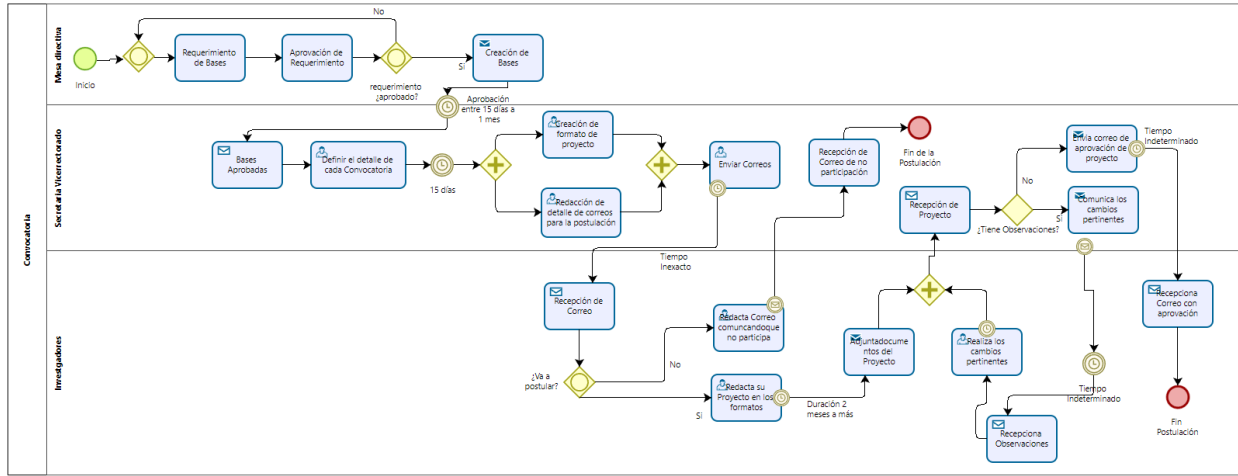 Convocatoria
Mesa directiva
Inicio
No
Requerimiento
de Bases
Aprovación de
Requerimiento
requerimiento
¿aprobado?
Sí
Creación de
Bases
Aprobación
entre 15 días a
1 mes
Secretaria Vicerrectorado
Bases
Aprobadas
Definir el detalle de
cada Convocatoria
15 días
Creación de
formato de
proyecto
Redacción de
detalle de correos
para la postulación
Enviar Correos
Recepción de
Correo de no
participación
Fin de la
Postulación
Recepción de
Proyecto
¿Tiene Observaciones?
No
Sí
Envia correo de
aprovación de
proyecto
Tiempo
Indeterminado
Comunica los
cambios
pertinentes
Investigadores
Tiempo
Inexacto
Recepción de
Correo
¿Va a
postular?
No
Sí
Redacta Correo
comuncandoque
no participa
Redacta su
Proyecto en los
formatos
Duración 2
meses a más
Adjuntadocume
ntos del
Proyecto
Realiza los
cambios
pertinentes
Recepciona
Observaciones
Tiempo
Indeterminado
Recepciona
Correo con
aprovación
Fin
Postulación